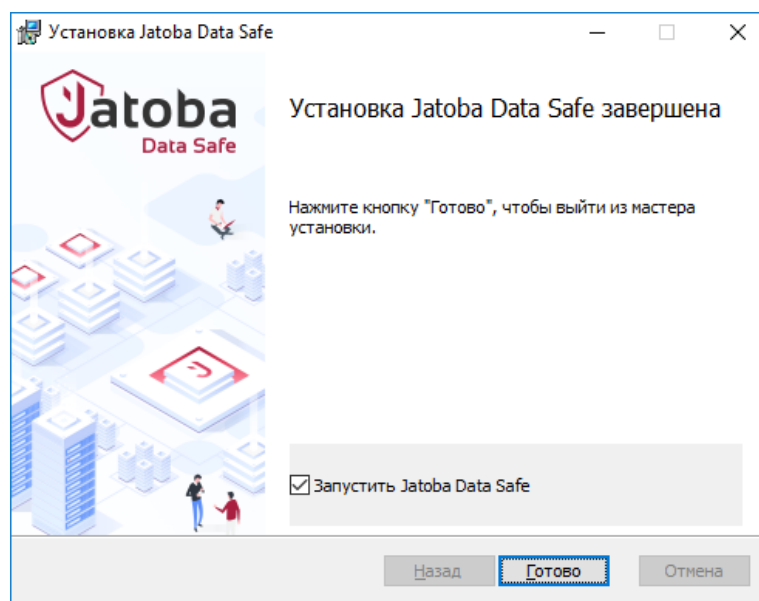 Установка Jatoba Data Safe
Jatoba
Data Safe
Установка Jatoba Data Safe завершена
Нажмите кнопку "Готово", чтобы выйти из мастера
установки.
Запустить Jatoba Data Safe
Назад
Готово
Отмена